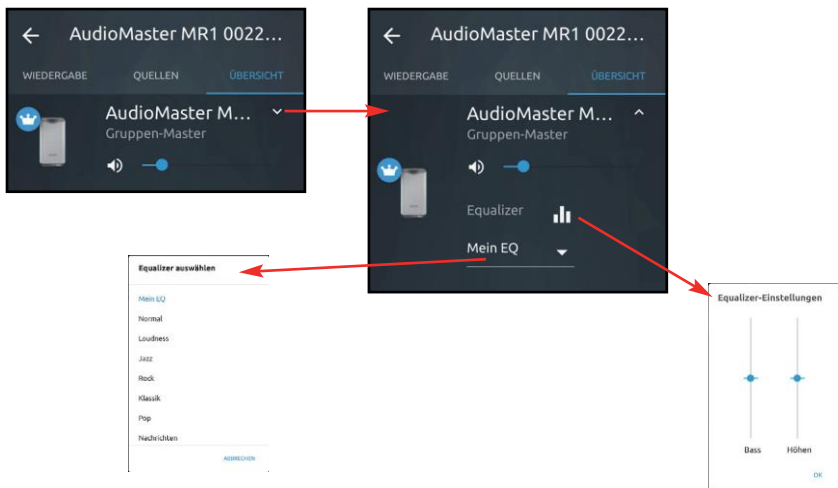 AudioMaster MR1 0022...
WIEDERGABE QUELLEN ÜBERSICHT
AudioMaster M...
Gruppen-Master
AudioMaster MR1 0022...
WIEDERGABE QUELLEN ÜBERSICHT
AudioMaster M...
Gruppen-Master
Equalizer
Mein EQ
Equalizer auswählen
Mein EQ
Normal
Loudness
Jazz
Rock
Klassik
Pop
Nachrichten
ABBRECHEN
Equalizer-Einstellungen
Bass Höhen
OK